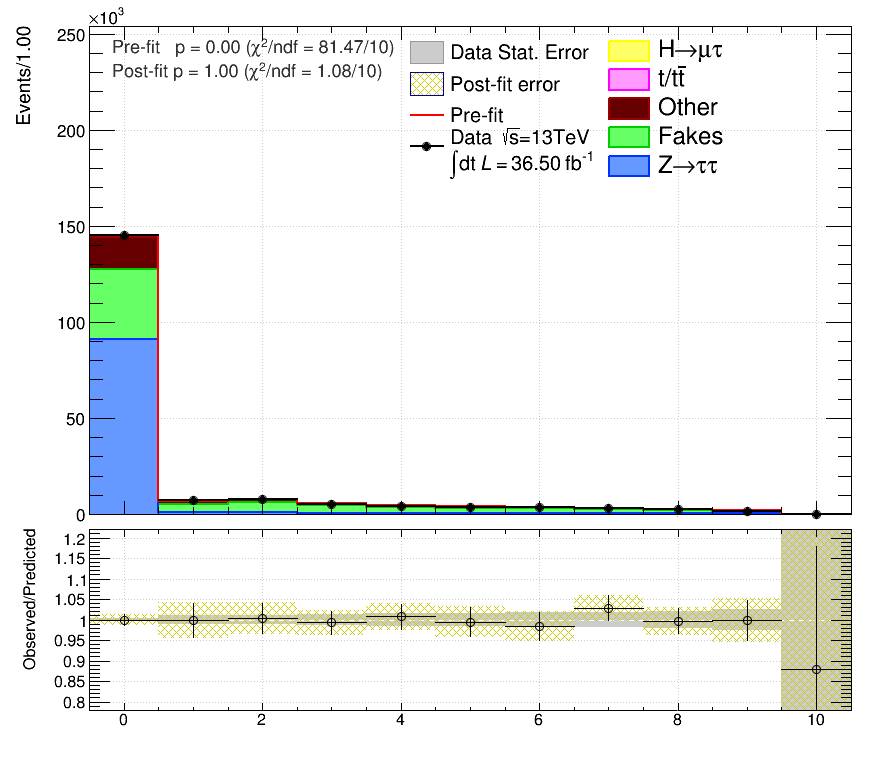 ×10³
Events/1.00
250
200
150
100
50
0
Pre-fit p = 0.00 (χ²/ndf = 81.47/10)
Post-fit p = 1.00 (χ²/ndf = 1.08/10)
Data Stat. Error
Post-fit error
Pre-fit
Data √s=13TeV
∫dt L = 36.50 fb⁻¹
H→μτ
t/tt̄
Other
Fakes
Z→ττ
Observed/Predicted
1.2
1.15
1.1
1.05
1
0.95
0.9
0.85
0.8
0 2 4 6 8 10